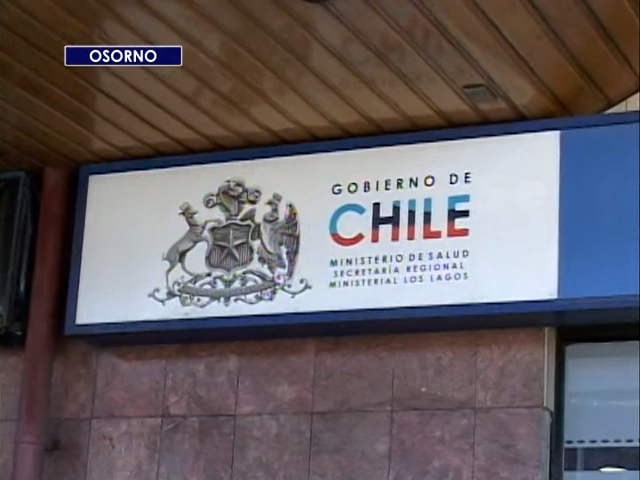 OSORNO
GOBIERNO DE
CHILE
MINISTERIO DE SALUD
SECRETARÍA REGIONAL
MINISTERIAL LOS LAGOS